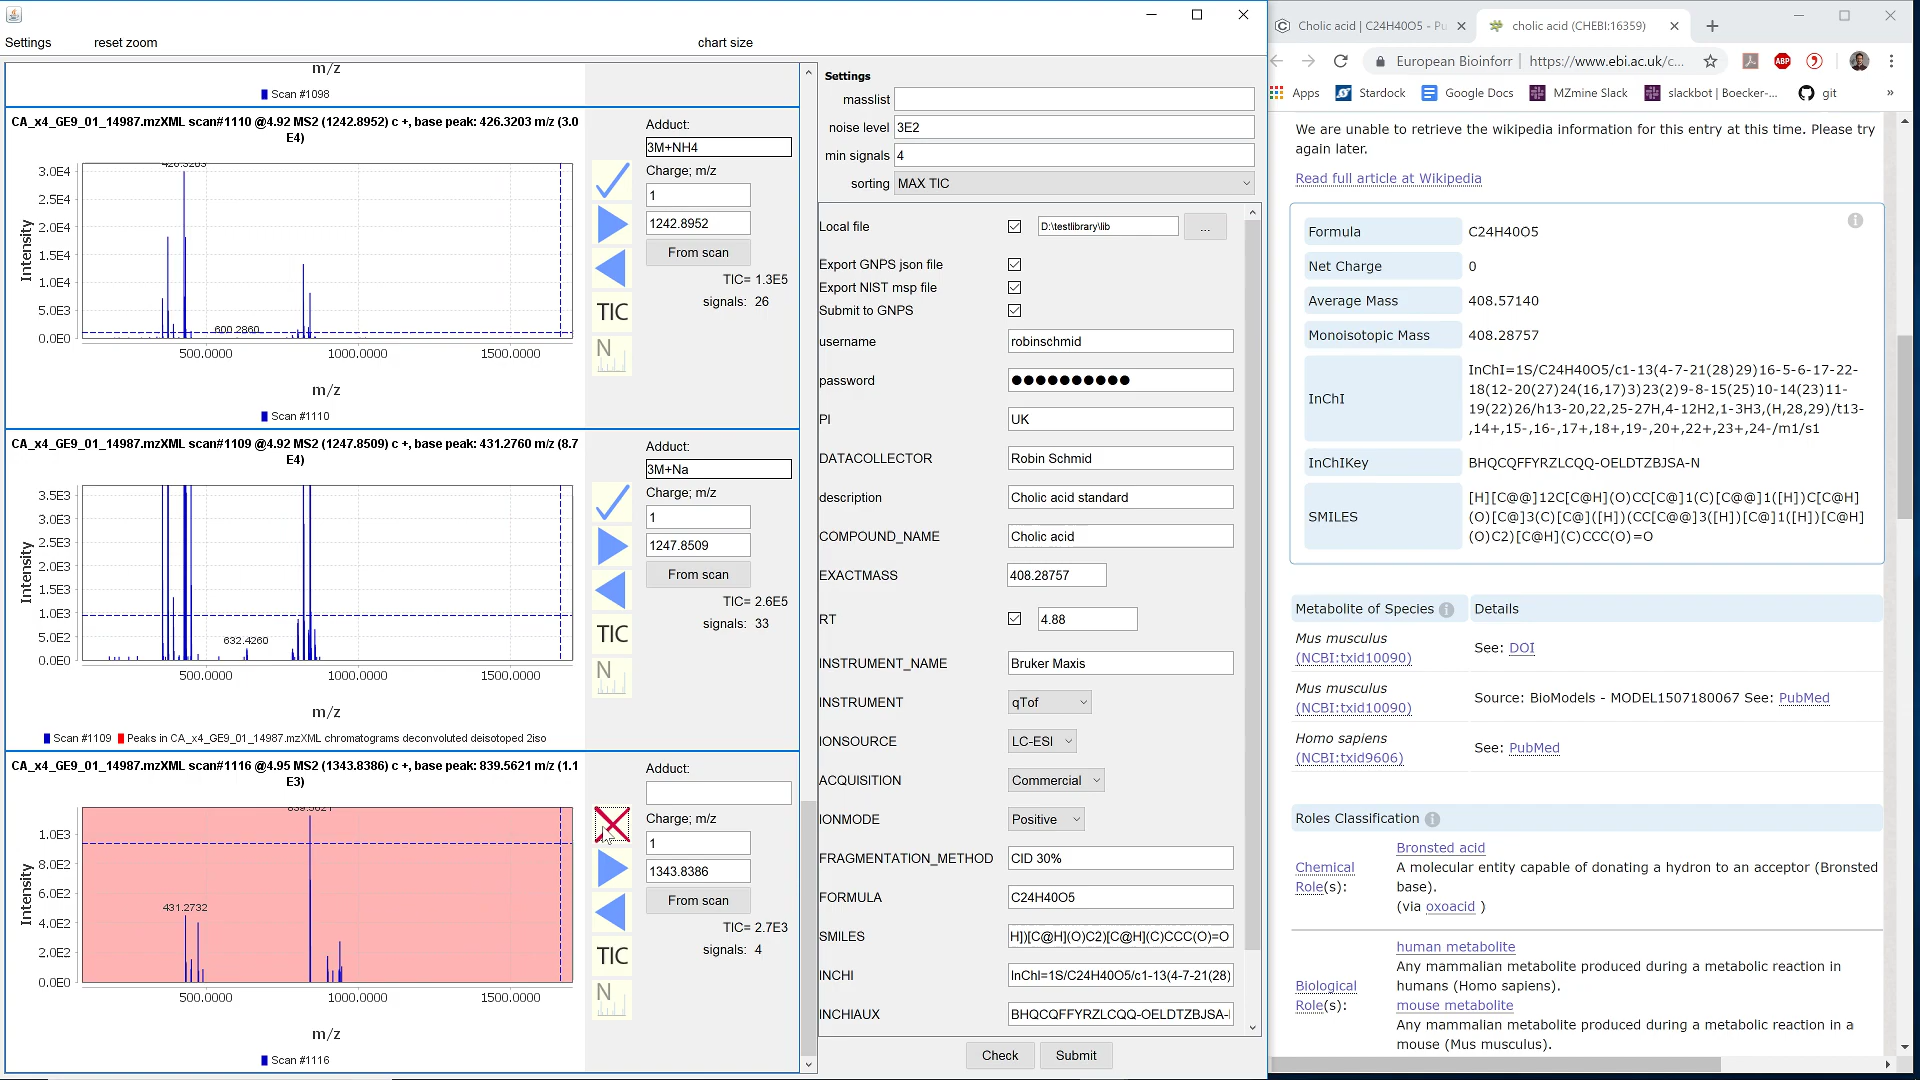 Settings
reset zoom
chart size
m/z
Scan #1098
CA_x4_GE9_01_14987.mzXML scan#1110 @4.92 MS2 (1242.8952) c +, base peak: 426.3203 m/z (3.0
E4)
3.0E4
2.5E4
2.0E4
1.5E4
1.0E4
5.0E3
0.0E0
Intensity
426.3203
600.2860
500.0000
1000.0000
1500.0000
m/z
Scan #1110
Adduct:
3M+NH4
Charge; m/z
1
1242.8952
From scan
TIC= 1.3E5
signals: 26
TIC
N
CA_x4_GE9_01_14987.mzXML scan#1109 @4.92 MS2 (1247.8509) c +, base peak: 431.2760 m/z (8.7
E4)
3.5E3
3.0E3
2.5E3
2.0E3
1.5E3
1.0E3
5.0E2
0.0E0
Intensity
632.4260
500.0000
1000.0000
1500.0000
m/z
Scan #1109 Peaks in CA_x4_GE9_01_14987.mzXML chromatograms deconvoluted deisotoped 2iso
Adduct:
3M+Na
Charge; m/z
1
1247.8509
From scan
TIC= 2.6E5
signals: 33
TIC
N
CA_x4_GE9_01_14987.mzXML scan#1116 @4.95 MS2 (1343.8386) c +, base peak: 839.5621 m/z (1.1
E3)
1.0E3
8.0E2
6.0E2
4.0E2
2.0E2
0.0E0
Intensity
839.5621
431.2732
500.0000
1000.0000
1500.0000
m/z
Scan #1116
Adduct:
Charge; m/z
1
1343.8386
From scan
TIC= 2.7E3
signals: 4
TIC
N
Settings
masslist
noise level 3E2
min signals 4
sorting MAX TIC
Local file D:\testlibrary\lib ...
Export GNPS json file
Export NIST msp file
Submit to GNPS
username robinschmid
password ●●●●●●●●●●
PI UK
DATACOLLECTOR Robin Schmid
description Cholic acid standard
COMPOUND_NAME Cholic acid
EXACTMASS 408.28757
RT 4.88
INSTRUMENT_NAME Bruker Maxis
INSTRUMENT qTof
IONSOURCE LC-ESI
ACQUISITION Commercial
IONMODE Positive
FRAGMENTATION_METHOD CID 30%
FORMULA C24H40O5
SMILES H])[C@H](O)C2)[C@H](C)CCC(O)=O
INCHI InChI=1S/C24H40O5/c1-13(4-7-21(28)
INCHIAUX BHQCQFFYRZLCQQ-OELDTZBJSA-
Check Submit
Cholic acid | C24H40O5 - Pu
cholic acid (CHEBI:16359)
European Bioinforr | https://www.ebi.ac.uk/c...
ABP
Apps Stardock Google Docs MZmine Slack slackbot | Boecker-... git »
We are unable to retrieve the wikipedia information for this entry at this time. Please try
again later.
Read full article at Wikipedia
Formula C24H40O5
Net Charge 0
Average Mass 408.57140
Monoisotopic Mass 408.28757
InChI
InChI=1S/C24H40O5/c1-13(4-7-21(28)29)16-5-6-17-22-
18(12-20(27)24(16,17)3)23(2)9-8-15(25)10-14(23)11-
19(22)26/h13-20,22,25-27H,4-12H2,1-3H3,(H,28,29)/t13-
,14+,15-,16-,17+,18+,19-,20+,22+,23+,24-/m1/s1
InChIKey BHQCQFFYRZLCQQ-OELDTZBJSA-N
SMILES
[H][C@@]12C[C@H](O)CC[C@]1(C)[C@@]1([H])C[C@H]
(O)[C@]3(C)[C@]([H])(CC[C@@]3([H])[C@]1([H])[C@H]
(O)C2)[C@H](C)CCC(O)=O
Metabolite of Species Details
Mus musculus
(NCBI:txid10090)
See: DOI
Mus musculus
(NCBI:txid10090)
Source: BioModels - MODEL1507180067 See: PubMed
Homo sapiens
(NCBI:txid9606)
See: PubMed
Roles Classification
Chemical
Role(s):
Bronsted acid
A molecular entity capable of donating a hydron to an acceptor (Bronsted
base).
(via oxoacid )
Biological
Role(s):
human metabolite
Any mammalian metabolite produced during a metabolic reaction in
humans (Homo sapiens).
mouse metabolite
Any mammalian metabolite produced during a metabolic reaction in a
mouse (Mus musculus).